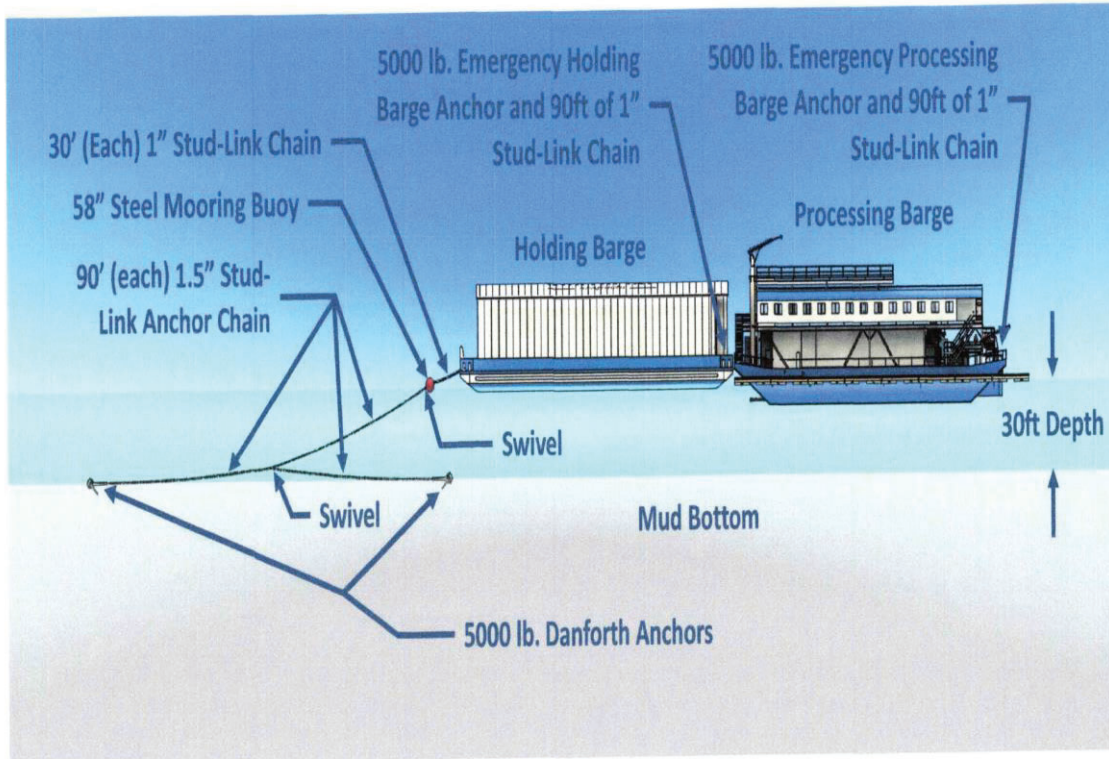 5000 lb. Emergency Holding
Barge Anchor and 90ft of 1”
Stud-Link Chain
5000 lb. Emergency Processing
Barge Anchor and 90ft of 1”
Stud-Link Chain
30’ (Each) 1” Stud-Link Chain
58” Steel Mooring Buoy
90’ (each) 1.5” Stud-
Link Anchor Chain
Holding Barge
Processing Barge
30ft Depth
Swivel
Swivel
Mud Bottom
5000 lb. Danforth Anchors